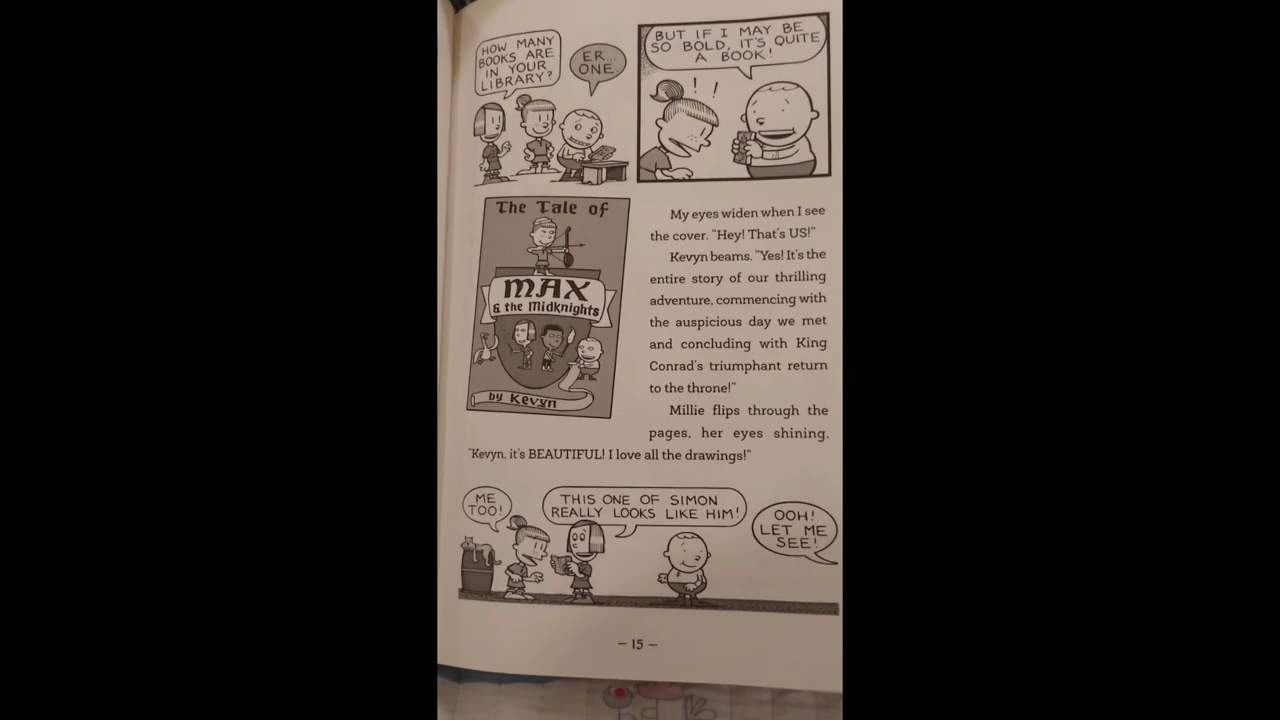 HOW MANY
BOOKS ARE
IN YOUR
LIBRARY?
ER...
ONE.
BUT IF I MAY BE
SO BOLD, IT'S QUITE
A BOOK!
! !
The Tale of
MAX
& the Midknights
by Kevyn
My eyes widen when I see
the cover. "Hey! That's US!"
Kevyn beams. "Yes! It's the
entire story of our thrilling
adventure, commencing with
the auspicious day we met
and concluding with King
Conrad's triumphant return
to the throne!"
Millie flips through the
pages, her eyes shining.
"Kevyn, it's BEAUTIFUL! I love all the drawings!"
ME
TOO!
THIS ONE OF SIMON
REALLY LOOKS LIKE HIM!
OOH!
LET ME
SEE!
– 15 –